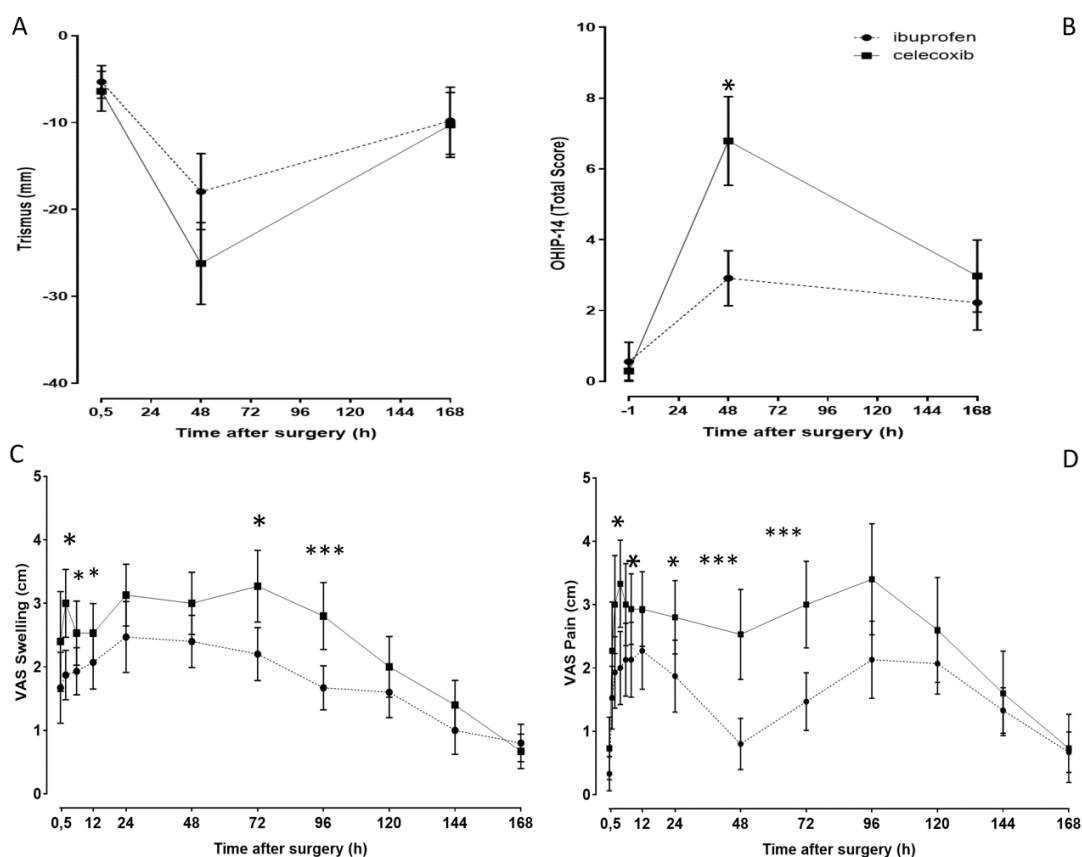 A
0
-10
-20
-30
-40
Trismus (mm)
0,5 24 48 72 96 120 144 168
Time after surgery (h)
B
ibuprofen
celecoxib
10
8
6
4
2
0
OHIP-14 (Total Score)
*
-1 24 48 72 96 120 144 168
Time after surgery (h)
C
5
4
3
2
1
0
VAS Swelling (cm)
* * * * ***
0,5 12 24 48 72 96 120 144 168
Time after surgery (h)
D
5
4
3
2
1
0
VAS Pain (cm)
* * * *** ***
0,5 12 24 48 72 96 120 144 168
Time after surgery (h)